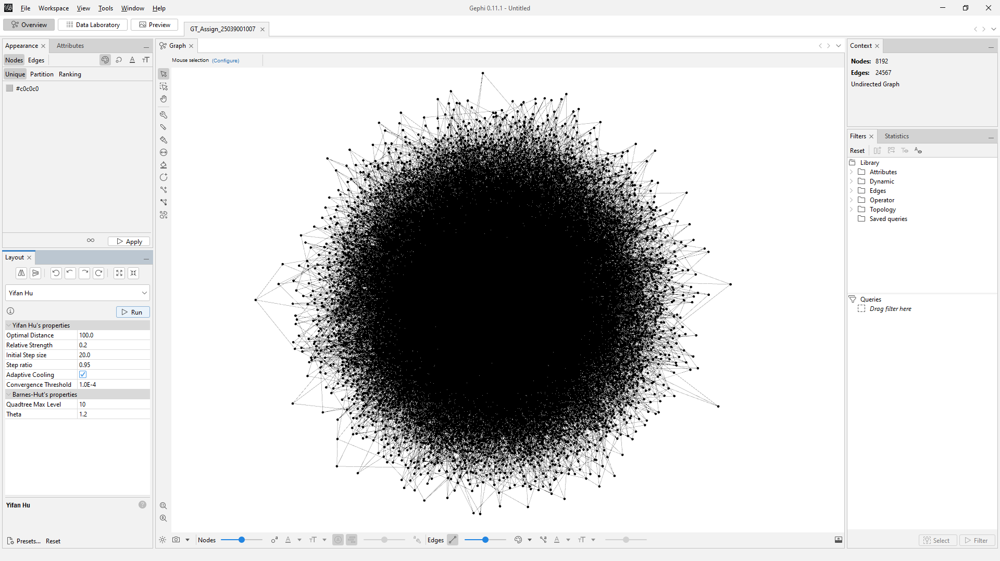 File Workspace View Tools Window Help
Gephi 0.11.1 - Untitled
Overview Data Laboratory Preview
GT_Assign_25039001007
Appearance Attributes
Nodes Edges
Unique Partition Ranking
#c0c0c0
Apply
Layout
Yifan Hu
Run
Yifan Hu's properties
Optimal Distance 100.0
Relative Strength 0.2
Initial Step size 20.0
Step ratio 0.95
Adaptive Cooling
Convergence Threshold 1.0E-4
Barnes-Hut's properties
Quadtree Max Level 10
Theta 1.2
Yifan Hu
Presets... Reset
Graph
Mouse selection (Configure)
Nodes
Edges
Context
Nodes: 8192
Edges: 24567
Undirected Graph
Filters Statistics
Reset
Library
Attributes
Dynamic
Edges
Operator
Topology
Saved queries
Queries
Drag filter here
Select Filter